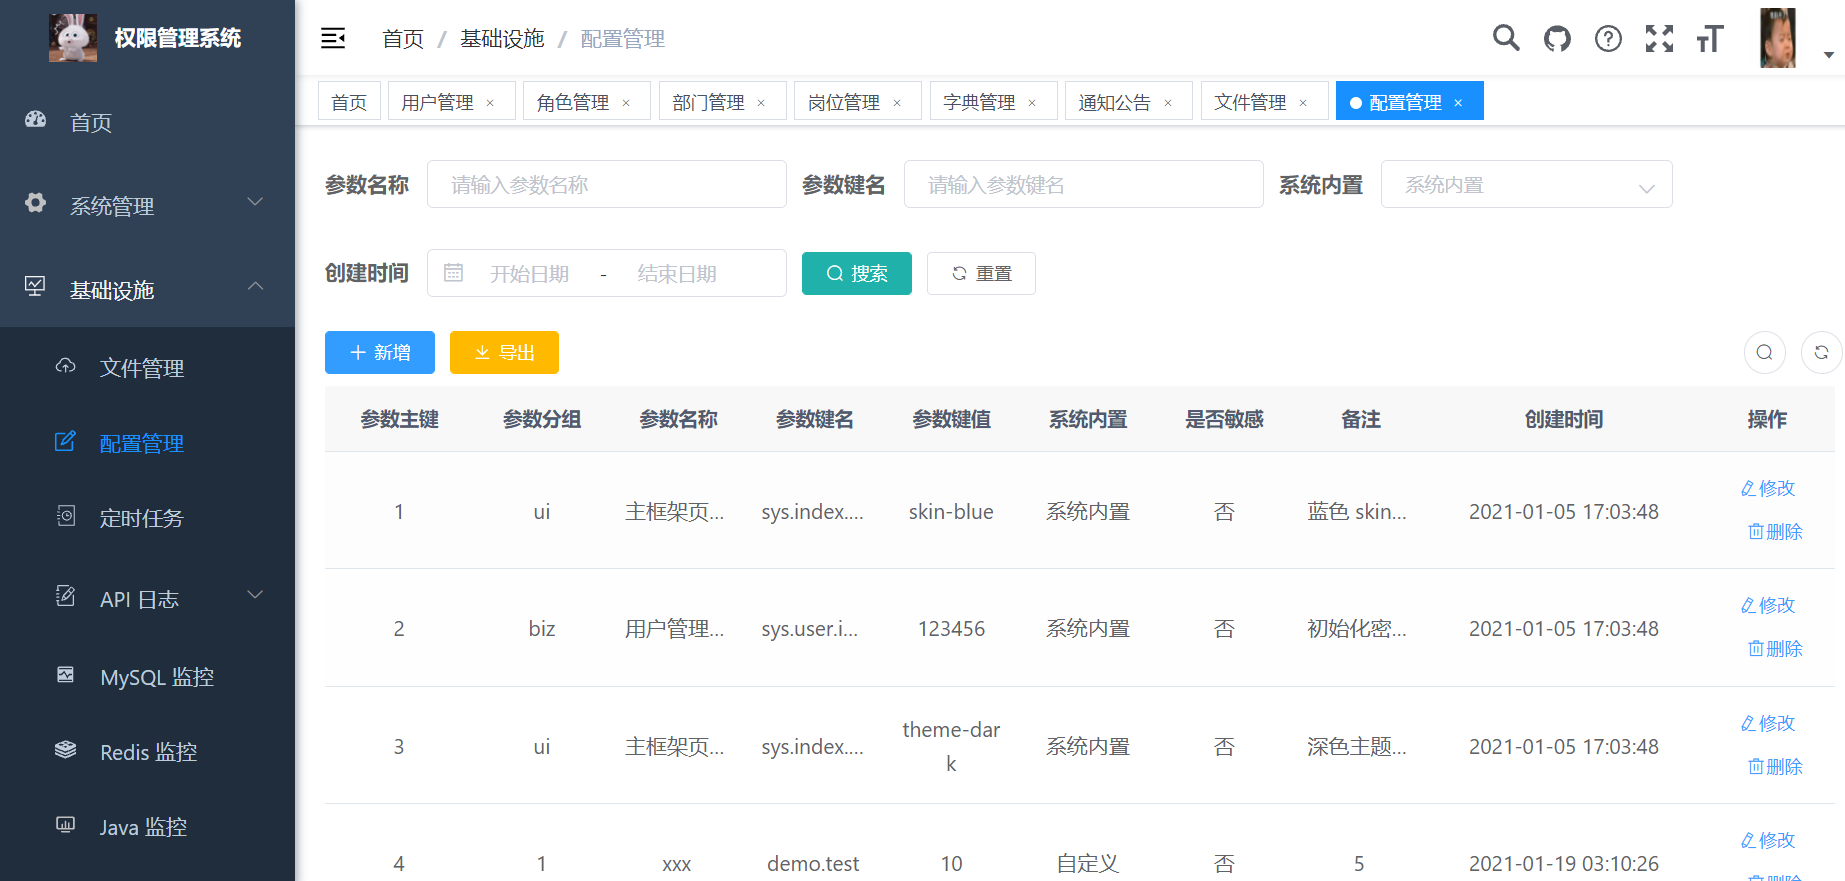 权限管理系统
首页 / 基础设施 / 配置管理
首页
用户管理 ×
角色管理 ×
部门管理 ×
岗位管理 ×
字典管理 ×
通知公告 ×
文件管理 ×
配置管理 ×
首页
系统管理
基础设施
文件管理
配置管理
定时任务
API 日志
MySQL 监控
Redis 监控
Java 监控
参数名称 请输入参数名称 参数键名 请输入参数键名 系统内置 系统内置
创建时间 开始日期 - 结束日期 搜索 重置
新增 导出
参数主键 参数分组 参数名称 参数键名 参数键值 系统内置 是否敏感 备注 创建时间 操作
1 ui 主框架页... sys.index.... skin-blue 系统内置 否 蓝色 skin... 2021-01-05 17:03:48 修改
删除
2 biz 用户管理... sys.user.i... 123456 系统内置 否 初始化密... 2021-01-05 17:03:48 修改
删除
3 ui 主框架页... sys.index.... theme-dar
k 系统内置 否 深色主题... 2021-01-05 17:03:48 修改
删除
4 1 xxx demo.test 10 自定义 否 5 2021-01-19 03:10:26 修改
删除